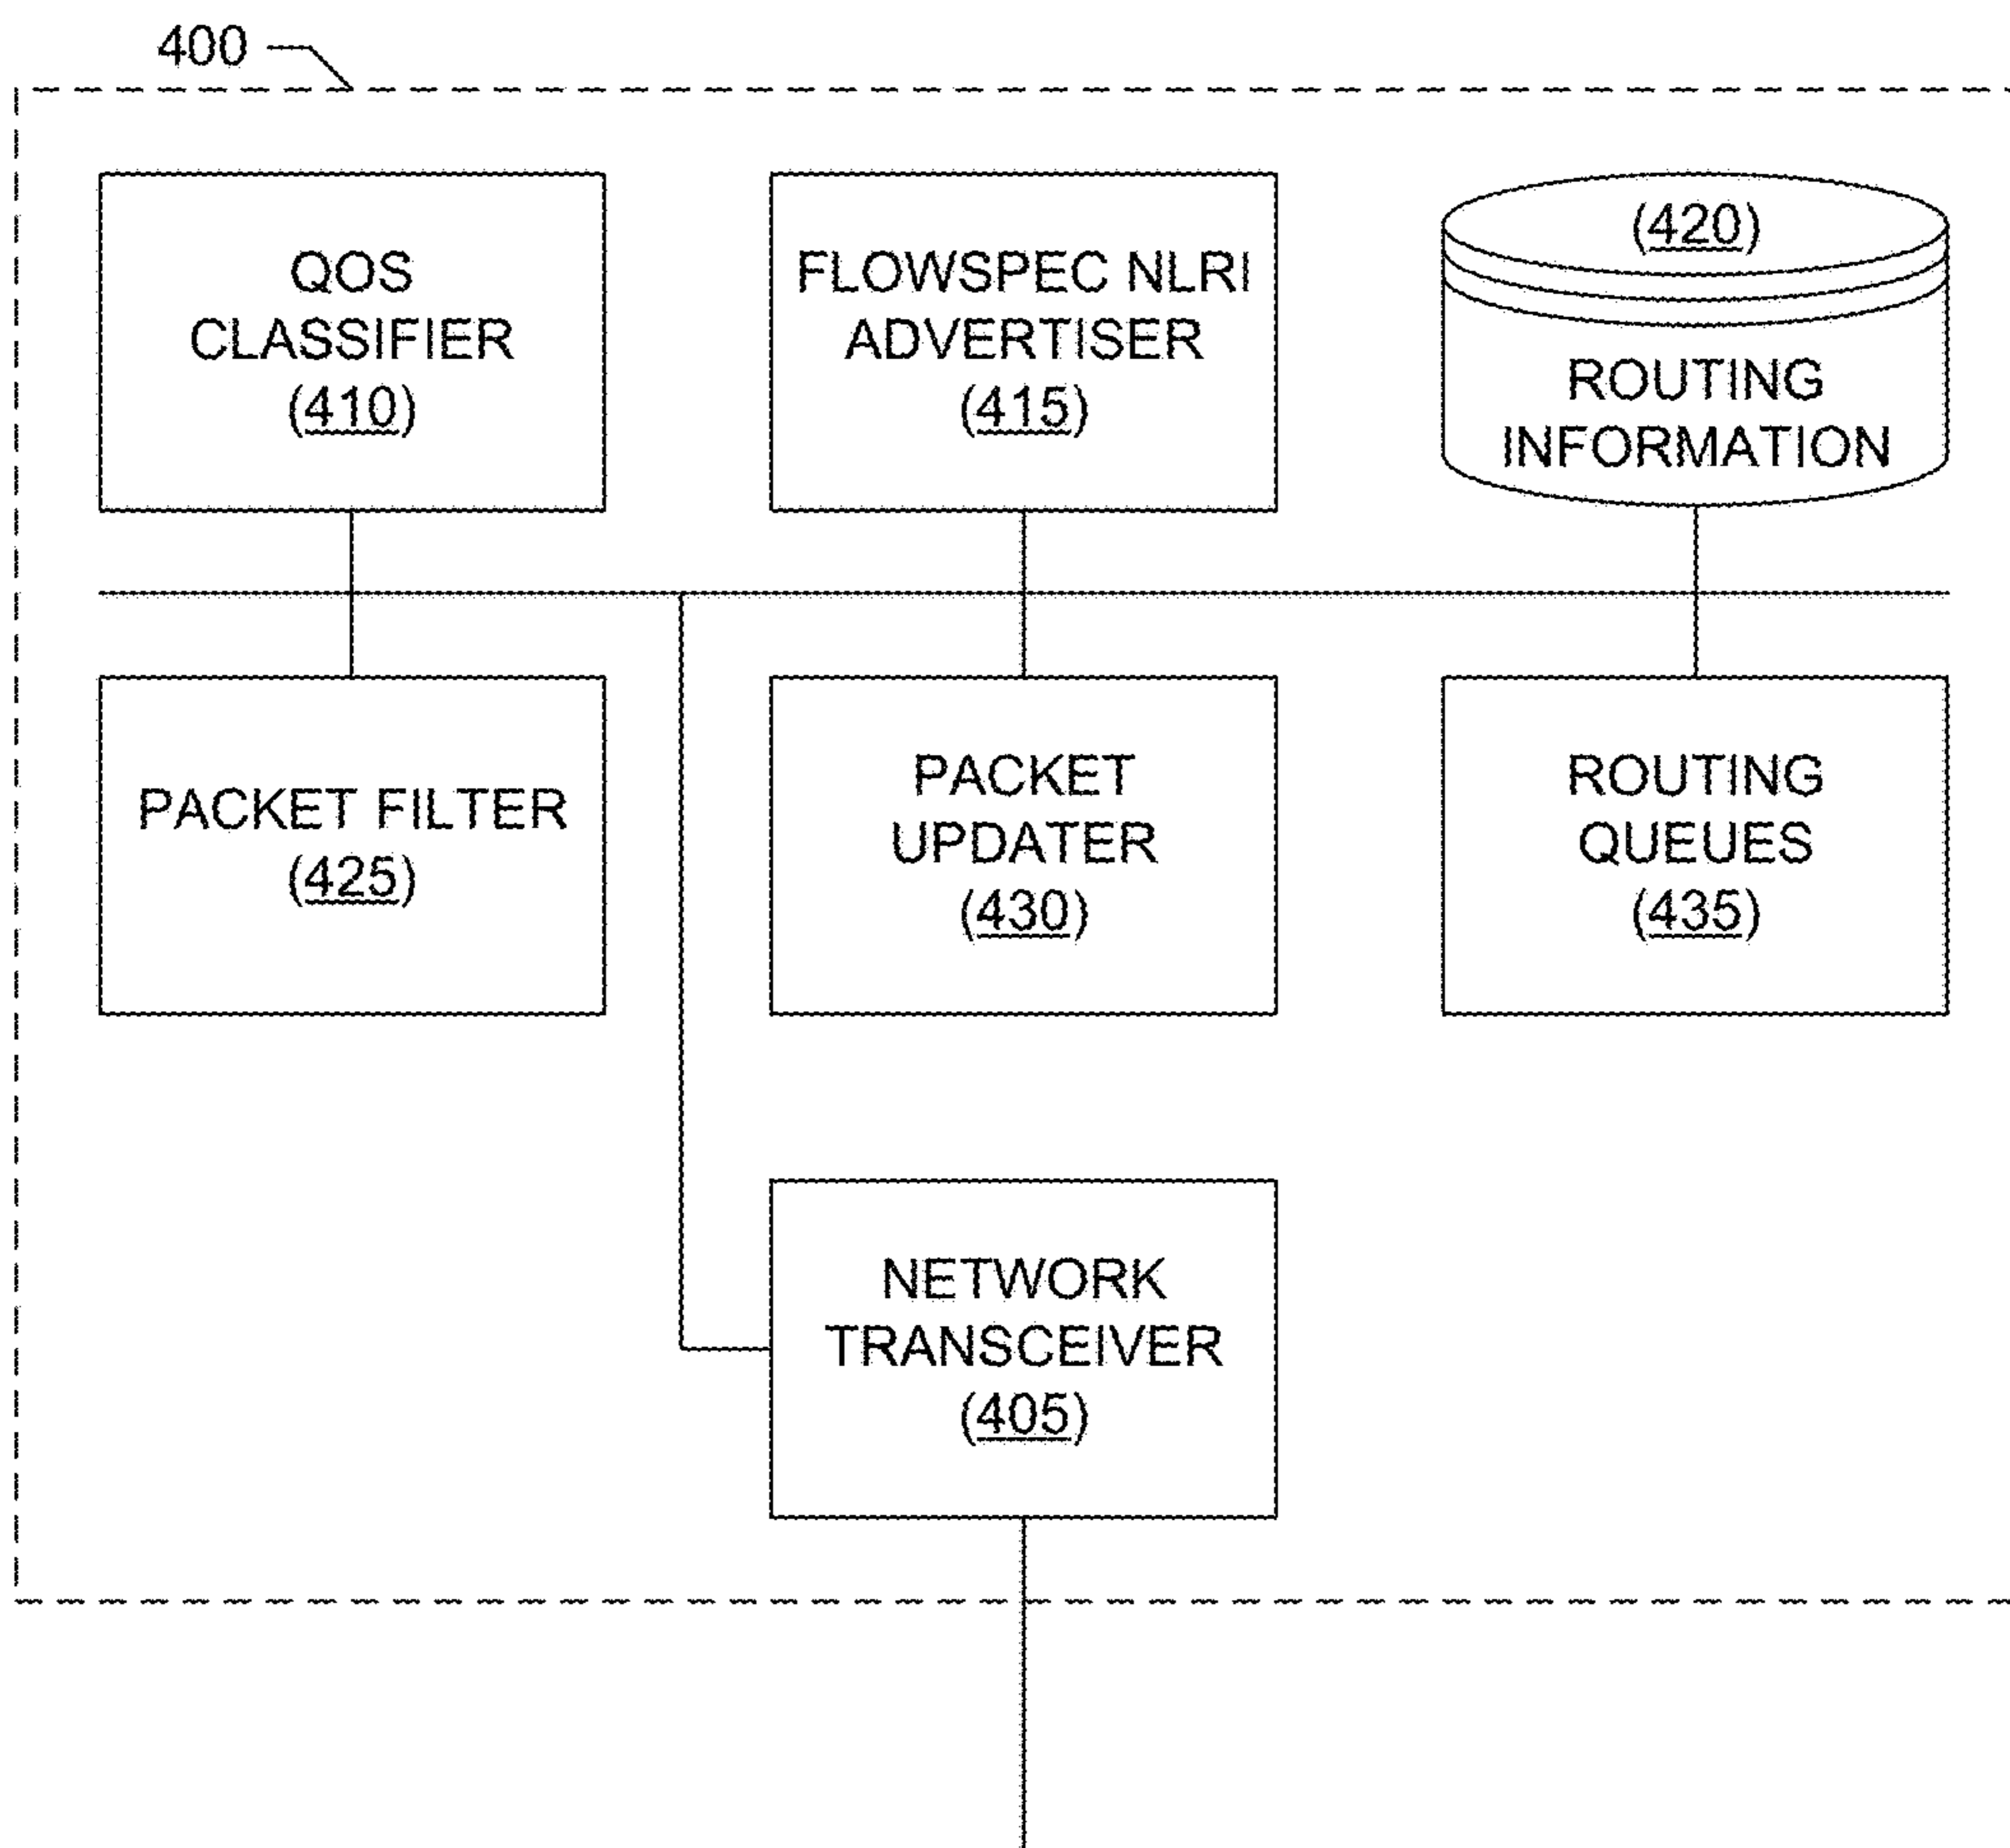 400
QOS
CLASSIFIER
(410)
FLOWSPEC NLRI
ADVERTISER
(415)
(420)
ROUTING
INFORMATION
PACKET FILTER
(425)
PACKET
UPDATER
(430)
ROUTING
QUEUES
(435)
NETWORK
TRANSCEIVER
(405)